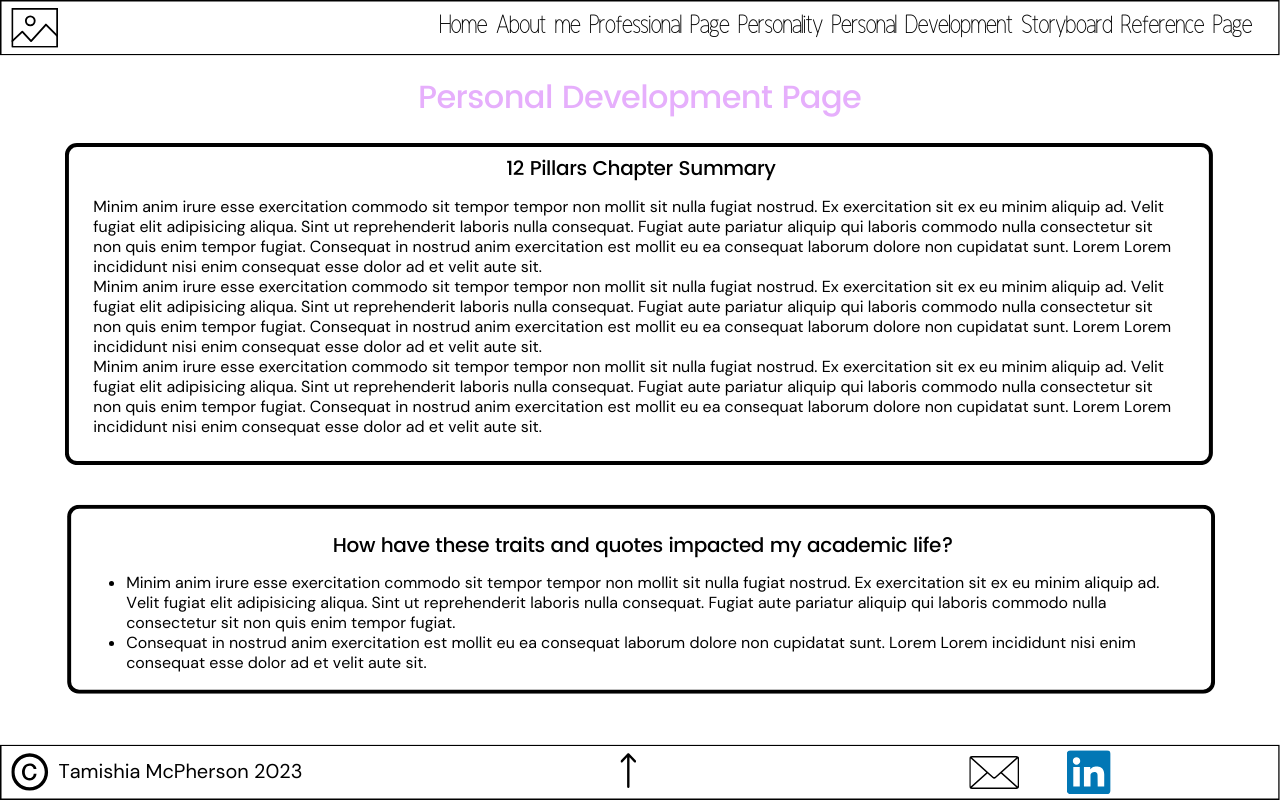 Home About me Professional Page Personality Personal Development Storyboard Reference Page
Personal Development Page
12 Pillars Chapter Summary
Minim anim irure esse exercitation commodo sit tempor tempor non mollit sit nulla fugiat nostrud. Ex exercitation sit ex eu minim aliquip ad. Velit
fugiat elit adipisicing aliqua. Sint ut reprehenderit laboris nulla consequat. Fugiat aute pariatur aliquip qui laboris commodo nulla consectetur sit
non quis enim tempor fugiat. Consequat in nostrud anim exercitation est mollit eu ea consequat laborum dolore non cupidatat sunt. Lorem Lorem
incididunt nisi enim consequat esse dolor ad et velit aute sit.
Minim anim irure esse exercitation commodo sit tempor tempor non mollit sit nulla fugiat nostrud. Ex exercitation sit ex eu minim aliquip ad. Velit
fugiat elit adipisicing aliqua. Sint ut reprehenderit laboris nulla consequat. Fugiat aute pariatur aliquip qui laboris commodo nulla consectetur sit
non quis enim tempor fugiat. Consequat in nostrud anim exercitation est mollit eu ea consequat laborum dolore non cupidatat sunt. Lorem Lorem
incididunt nisi enim consequat esse dolor ad et velit aute sit.
Minim anim irure esse exercitation commodo sit tempor tempor non mollit sit nulla fugiat nostrud. Ex exercitation sit ex eu minim aliquip ad. Velit
fugiat elit adipisicing aliqua. Sint ut reprehenderit laboris nulla consequat. Fugiat aute pariatur aliquip qui laboris commodo nulla consectetur sit
non quis enim tempor fugiat. Consequat in nostrud anim exercitation est mollit eu ea consequat laborum dolore non cupidatat sunt. Lorem Lorem
incididunt nisi enim consequat esse dolor ad et velit aute sit.
How have these traits and quotes impacted my academic life?
• Minim anim irure esse exercitation commodo sit tempor tempor non mollit sit nulla fugiat nostrud. Ex exercitation sit ex eu minim aliquip ad.
Velit fugiat elit adipisicing aliqua. Sint ut reprehenderit laboris nulla consequat. Fugiat aute pariatur aliquip qui laboris commodo nulla
consectetur sit non quis enim tempor fugiat.
• Consequat in nostrud anim exercitation est mollit eu ea consequat laborum dolore non cupidatat sunt. Lorem Lorem incididunt nisi enim
consequat esse dolor ad et velit aute sit.
© Tamishia McPherson 2023
in